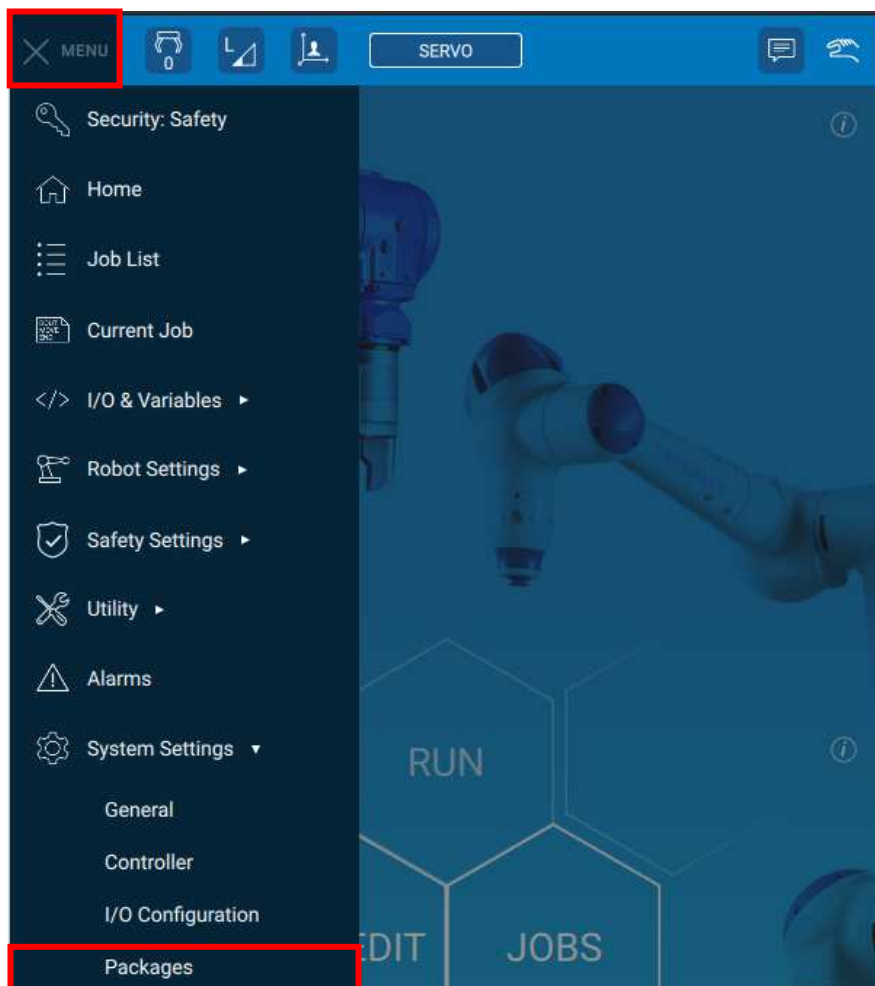 MENU
0
L
SERVO
Security: Safety
Home
Job List
Current Job
</> I/O & Variables
Robot Settings
Safety Settings
Utility
Alarms
System Settings
General
Controller
I/O Configuration
Packages
RUN
EDIT
JOBS